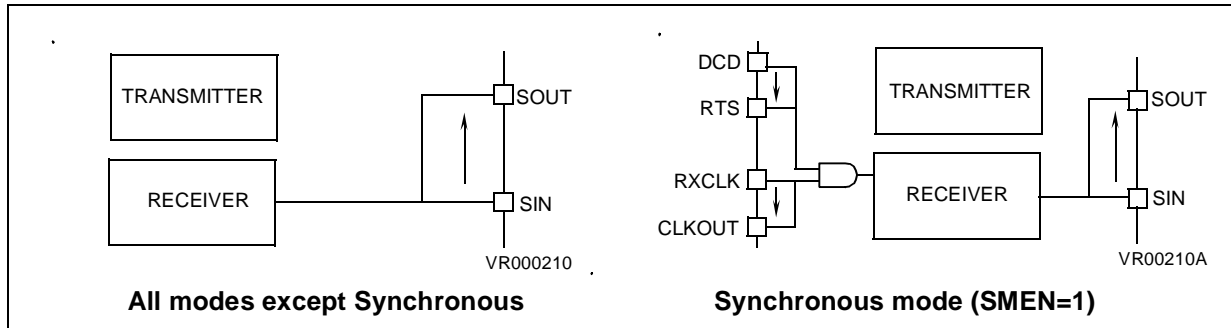 TRANSMITTER
RECEIVER
SOUT
SIN
VR000210
All modes except Synchronous
DCD
RTS
RXCLK
CLKOUT
TRANSMITTER
RECEIVER
SOUT
SIN
VR00210A
Synchronous mode (SMEN=1)